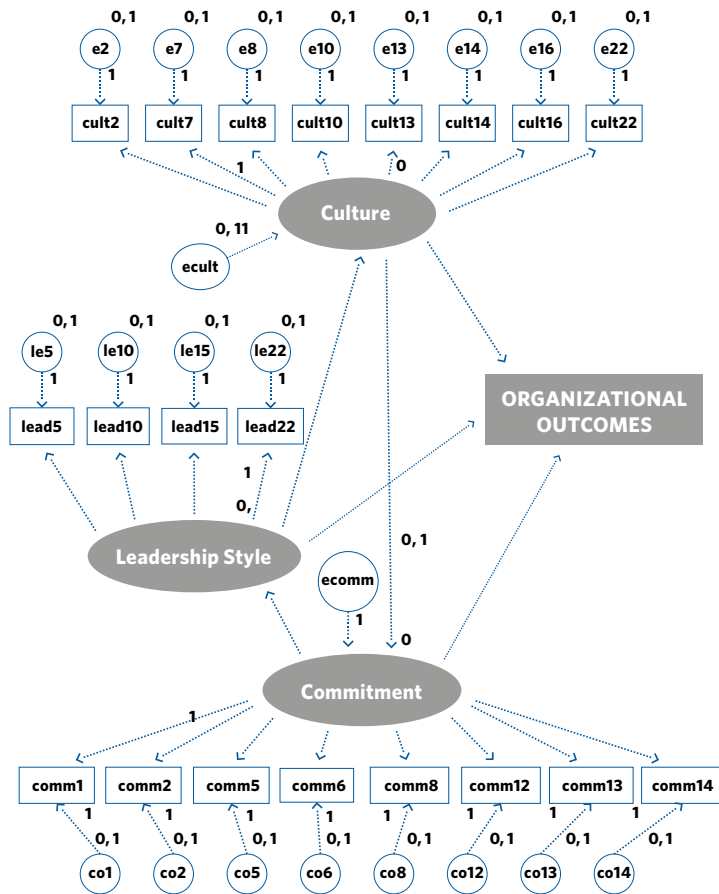 0, 1 0, 1 0, 1 0, 1 0, 1 0, 1 0, 1 0, 1
e2 e7 e8 e10 e13 e14 e16 e22
1 1 1 1 1 1 1 1
cult2 cult7 cult8 cult10 cult13 cult14 cult16 cult22
1 0
Culture
0, 11
ecult
0, 1 0, 1 0, 1 0, 1
le5 le10 le15 le22
1 1 1 1
lead5 lead10 lead15 lead22
ORGANIZATIONAL
OUTCOMES
1
0,
0, 1
Leadership Style
ecomm
1
0
Commitment
1
comm1 comm2 comm5 comm6 comm8 comm12 comm13 comm14
1 1 1 1 1 1 1 1
0, 1 0, 1 0, 1 0, 1 0, 1 0, 1 0, 1 0, 1
co1 co2 co5 co6 co8 co12 co13 co14